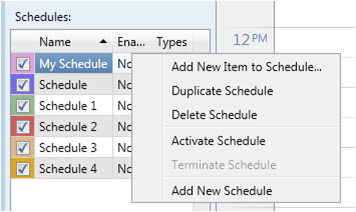 Schedules:
Name Ena... Types
12 PM
My Schedule No
Schedule No
Schedule 1 No
Schedule 2 No
Schedule 3 No
Schedule 4 No
Add New Item to Schedule...
Duplicate Schedule
Delete Schedule
Activate Schedule
Terminate Schedule
Add New Schedule